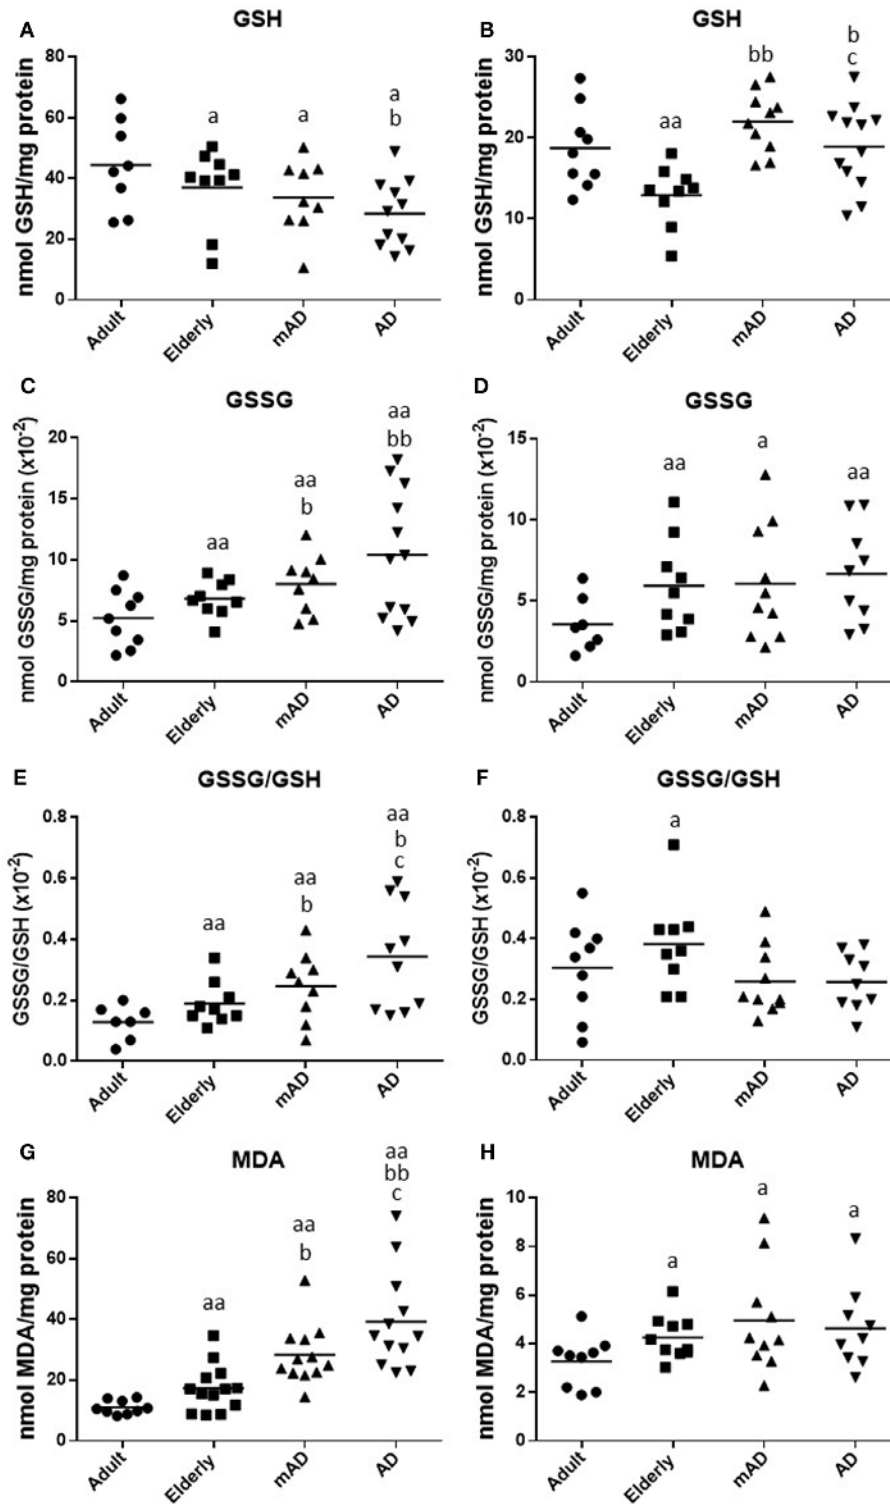 A
GSH
nmol GSH/mg protein
80
60
40
20
0
a
a
a
b
Adult
Elderly
mAD
AD
B
GSH
nmol GSH/mg protein
30
20
10
0
aa
bb
b
c
Adult
Elderly
mAD
AD
C
GSSG
nmol GSSG/mg protein (x10⁻²)
20
15
10
5
0
aa
aa
b
aa
bb
Adult
Elderly
mAD
AD
D
GSSG
nmol GSSG/mg protein (x10⁻²)
15
10
5
0
aa
a
aa
Adult
Elderly
mAD
AD
E
GSSG/GSH
GSSG/GSH (x10⁻²)
0.8
0.6
0.4
0.2
0.0
aa
aa
b
aa
b
c
Adult
Elderly
mAD
AD
F
GSSG/GSH
GSSG/GSH (x10⁻²)
0.8
0.6
0.4
0.2
0.0
a
Adult
Elderly
mAD
AD
G
MDA
nmol MDA/mg protein
80
60
40
20
0
aa
aa
b
aa
bb
c
Adult
Elderly
mAD
AD
H
MDA
nmol MDA/mg protein
10
8
6
4
2
0
a
a
a
Adult
Elderly
mAD
AD